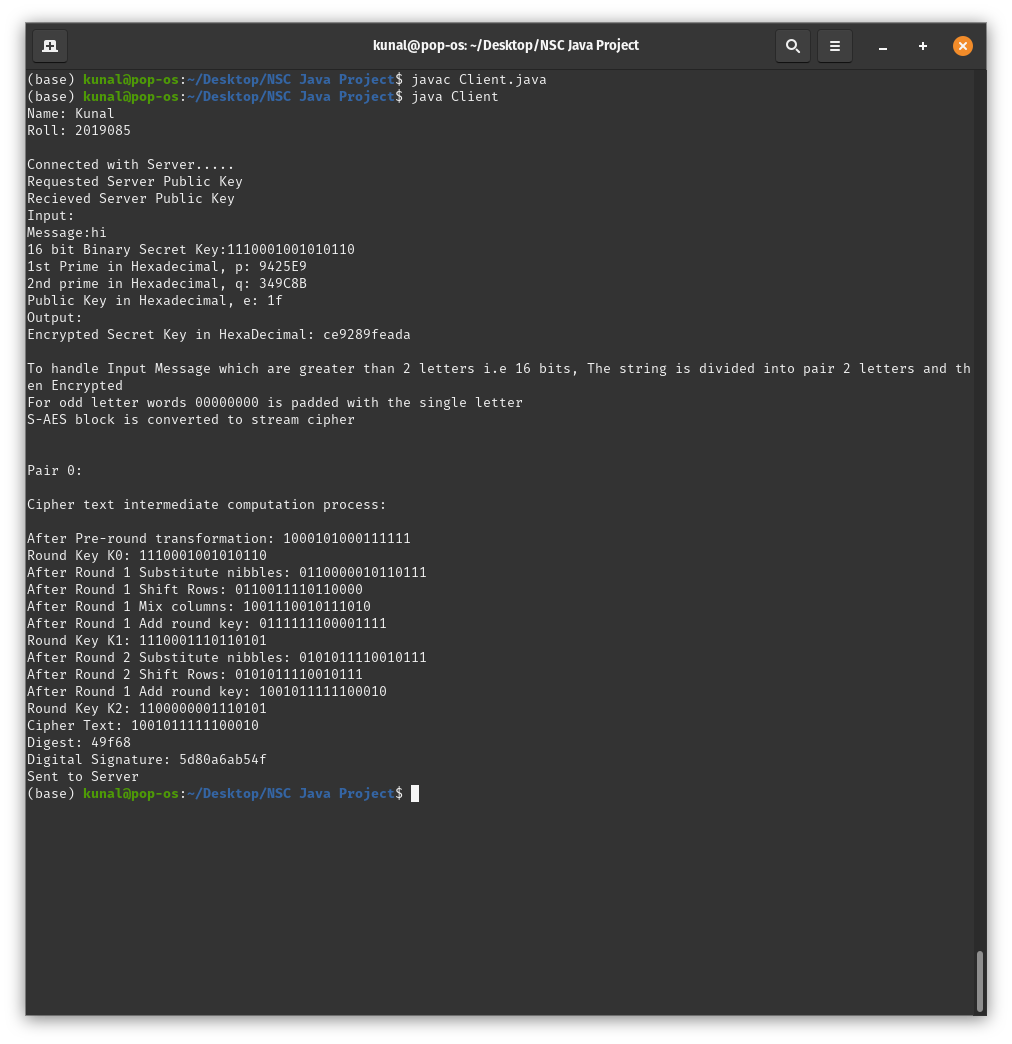 kunal@pop-os: ~/Desktop/NSC Java Project
(base) kunal@pop-os:~/Desktop/NSC Java Project$ javac Client.java
(base) kunal@pop-os:~/Desktop/NSC Java Project$ java Client
Name: Kunal
Roll: 2019085
Connected with Server.....
Requested Server Public Key
Recieved Server Public Key
Input:
Message:hi
16 bit Binary Secret Key:1110001001010110
1st Prime in Hexadecimal, p: 9425E9
2nd prime in Hexadecimal, q: 349C8B
Public Key in Hexadecimal, e: 1f
Output:
Encrypted Secret Key in HexaDecimal: ce9289feada
To handle Input Message which are greater than 2 letters i.e 16 bits, The string is divided into pair 2 letters and th
en Encrypted
For odd letter words 00000000 is padded with the single letter
S-AES block is converted to stream cipher
Pair 0:
Cipher text intermediate computation process:
After Pre-round transformation: 1000101000111111
Round Key K0: 1110001001010110
After Round 1 Substitute nibbles: 0110000010110111
After Round 1 Shift Rows: 0110011110110000
After Round 1 Mix columns: 1001110010111010
After Round 1 Add round key: 0111111100001111
Round Key K1: 1110001110110101
After Round 2 Substitute nibbles: 0101011110010111
After Round 2 Shift Rows: 0101011110010111
After Round 1 Add round key: 1001011111100010
Round Key K2: 1100000001110101
Cipher Text: 1001011111100010
Digest: 49f68
Digital Signature: 5d80a6ab54f
Sent to Server
(base) kunal@pop-os:~/Desktop/NSC Java Project$